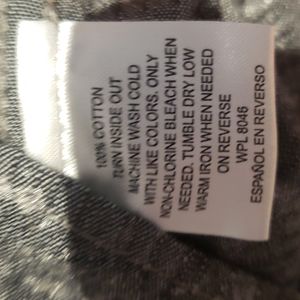 100% COTTON
TURN INSIDE OUT
MACHINE WASH COLD
WITH LIKE COLORS. ONLY
NON-CHLORINE BLEACH WHEN
NEEDED. TUMBLE DRY LOW
WARM IRON WHEN NEEDED
ON REVERSE
WPL 8046
ESPAÑOL EN REVERSO